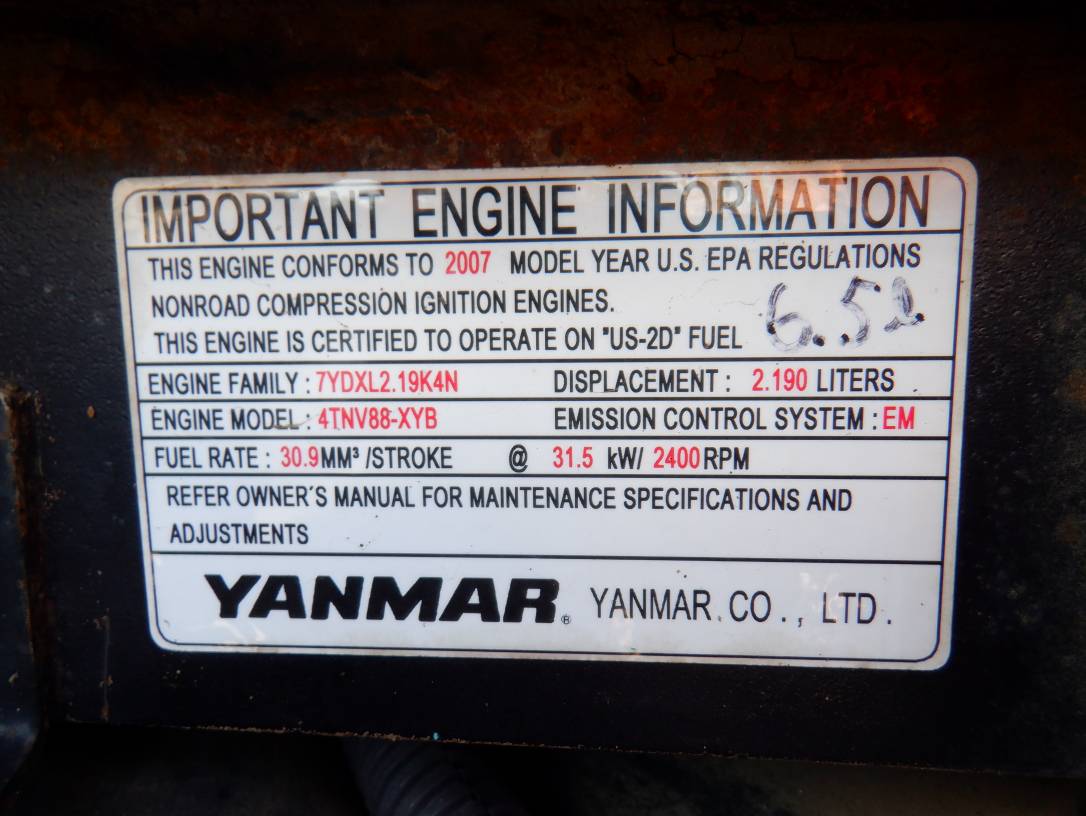 IMPORTANT ENGINE INFORMATION
THIS ENGINE CONFORMS TO 2007 MODEL YEAR U.S. EPA REGULATIONS
NONROAD COMPRESSION IGNITION ENGINES.
THIS ENGINE IS CERTIFIED TO OPERATE ON "US-2D" FUEL
6.5ℓ
ENGINE FAMILY : 7YDXL2.19K4N DISPLACEMENT : 2.190 LITERS
ENGINE MODEL : 4TNV88-XYB EMISSION CONTROL SYSTEM : EM
FUEL RATE : 30.9MM³ /STROKE @ 31.5 kW/ 2400RPM
REFER OWNER'S MANUAL FOR MAINTENANCE SPECIFICATIONS AND
ADJUSTMENTS
YANMAR® YANMAR CO., LTD.